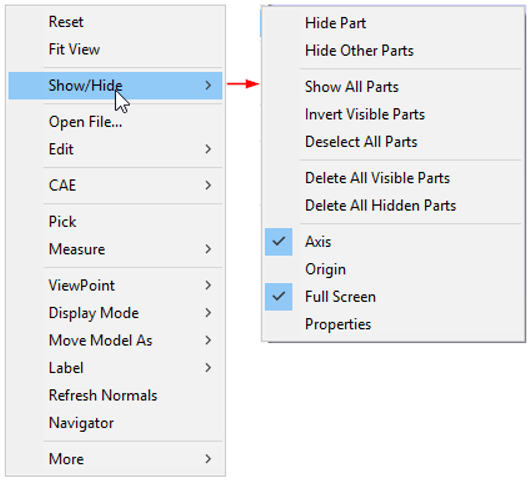 Reset
Fit View
Show/Hide
Open File...
Edit
CAE
Pick
Measure
ViewPoint
Display Mode
Move Model As
Label
Refresh Normals
Navigator
More
Hide Part
Hide Other Parts
Show All Parts
Invert Visible Parts
Deselect All Parts
Delete All Visible Parts
Delete All Hidden Parts
Axis
Origin
Full Screen
Properties